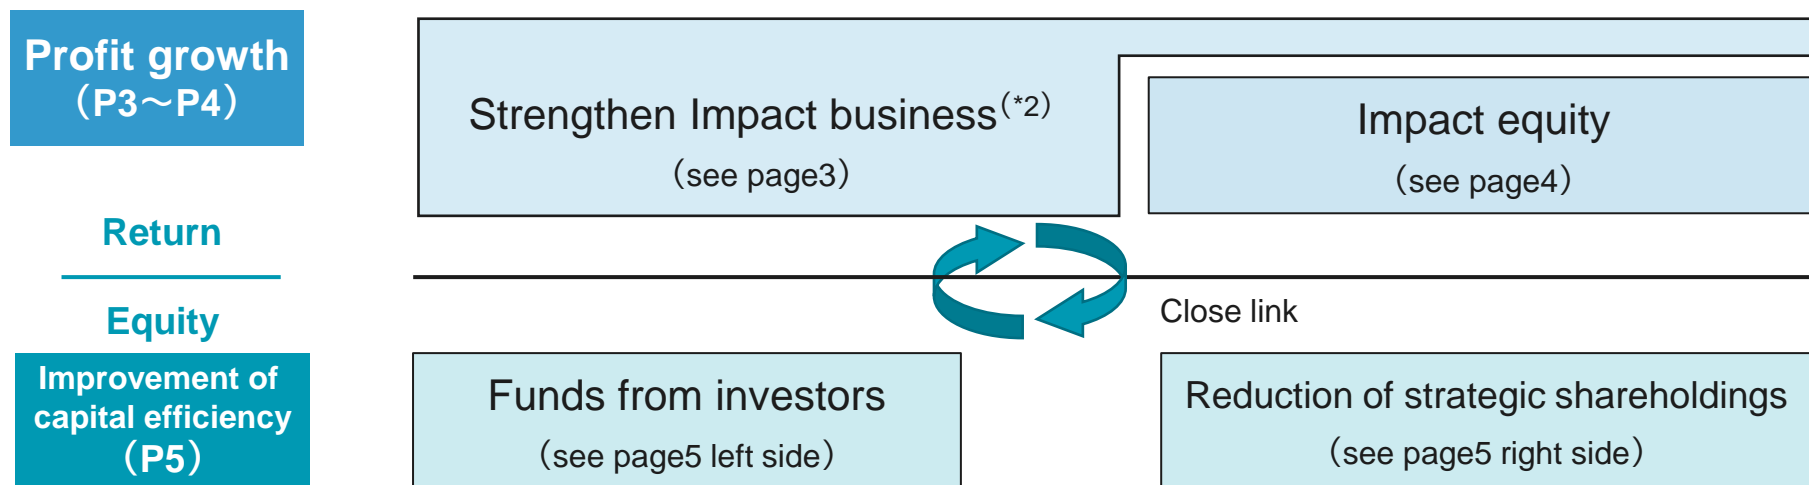 Profit growth
（P3～P4）
Strengthen Impact business(*2)
（see page3）
Impact equity
（see page4）
Return
Equity
Close link
Improvement of
capital efficiency
（P5）
Funds from investors
（see page5 left side）
Reduction of strategic shareholdings
（see page5 right side）